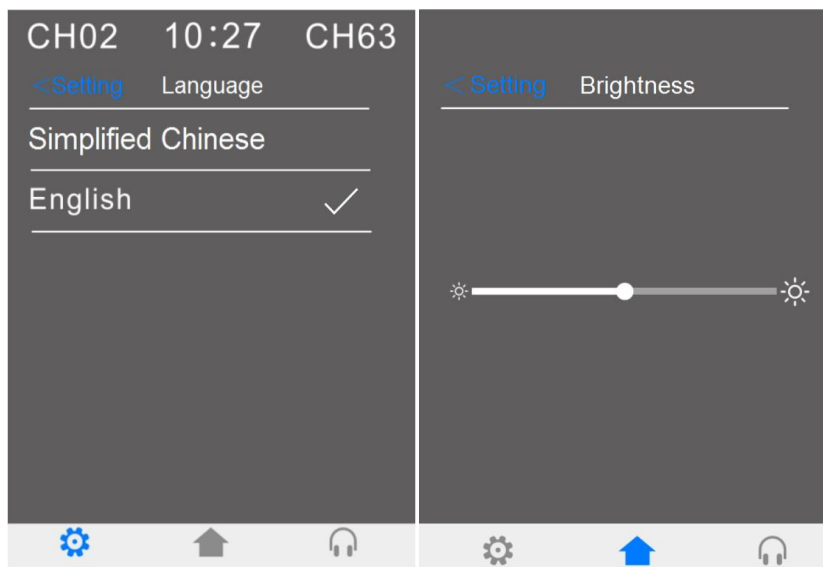 CH02 10:27 CH63
<Setting Language
Simplified Chinese
English
<Setting Brightness